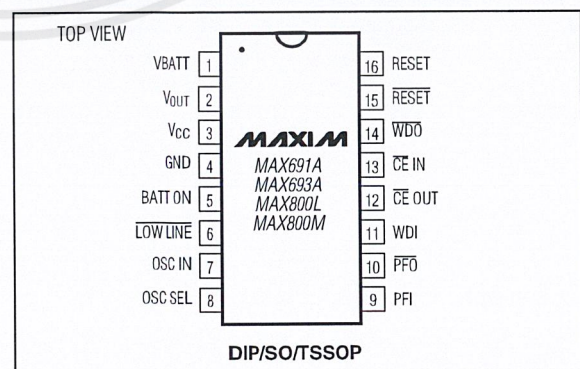 TOP VIEW
VBATT 1
VOUT 2
VCC 3
GND 4
BATT ON 5
LOW LINE 6
OSC IN 7
OSC SEL 8
MAXIM
MAX691A
MAX693A
MAX800L
MAX800M
16 RESET
15 RESET
14 WDO
13 CE IN
12 CE OUT
11 WDI
10 PFO
9 PFI
DIP/SO/TSSOP